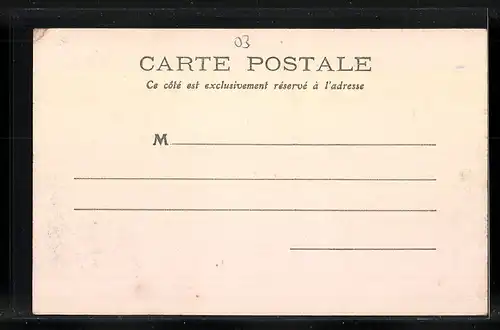 03
CARTE POSTALE
Ce côté est exclusivement réservé à l'adresse
M